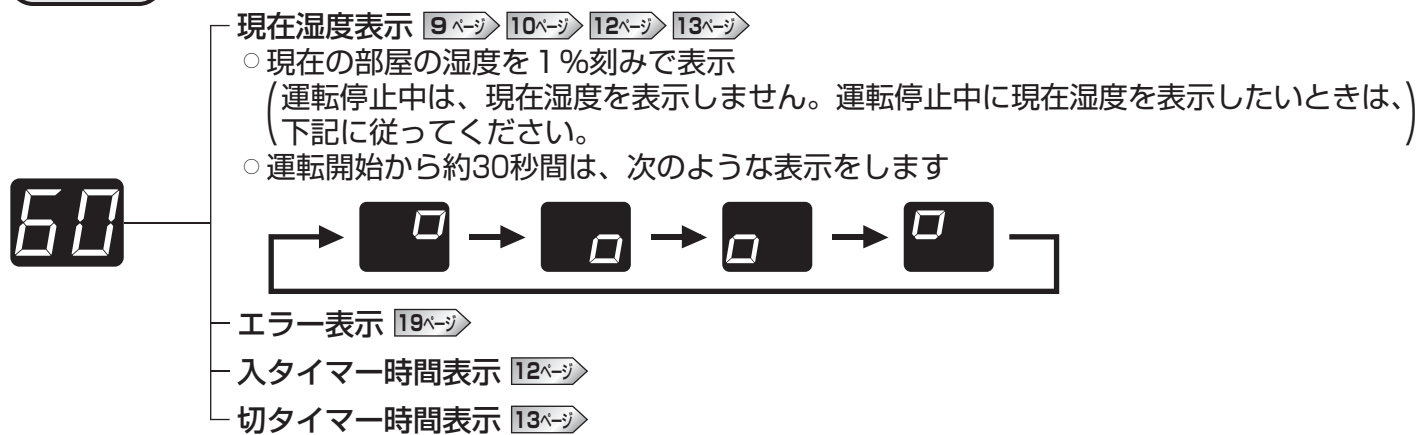 現在湿度表示 9ページ 10ページ 12ページ 13ページ
○現在の部屋の湿度を1%刻みで表示
(運転停止中は、現在湿度を表示しません。運転停止中に現在湿度を表示したいときは、
下記に従ってください。)
○運転開始から約30秒間は、次のような表示をします
60
エラー表示 19ページ
入タイマー時間表示 12ページ
切タイマー時間表示 13ページ